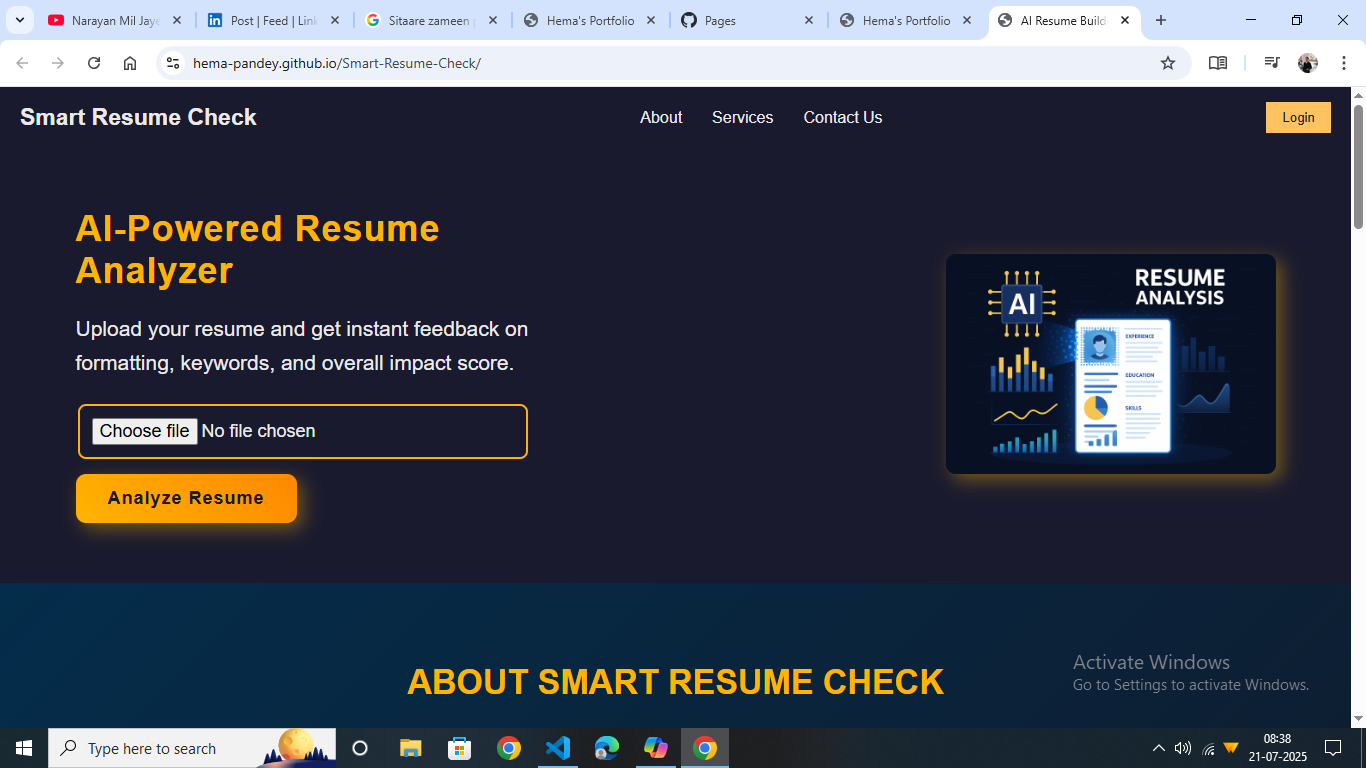 Narayan Mil Jaye
Post | Feed | Link
Sitaare zameen p
Hema's Portfolio
Pages
Hema's Portfolio
AI Resume Builde
hema-pandey.github.io/Smart-Resume-Check/
Smart Resume Check
About
Services
Contact Us
Login
AI-Powered Resume
Analyzer
Upload your resume and get instant feedback on
formatting, keywords, and overall impact score.
Choose file No file chosen
Analyze Resume
AI
RESUME
ANALYSIS
EXPERIENCE
EDUCATION
SKILLS
ABOUT SMART RESUME CHECK
Activate Windows
Go to Settings to activate Windows.
Type here to search
08:38
21-07-2025